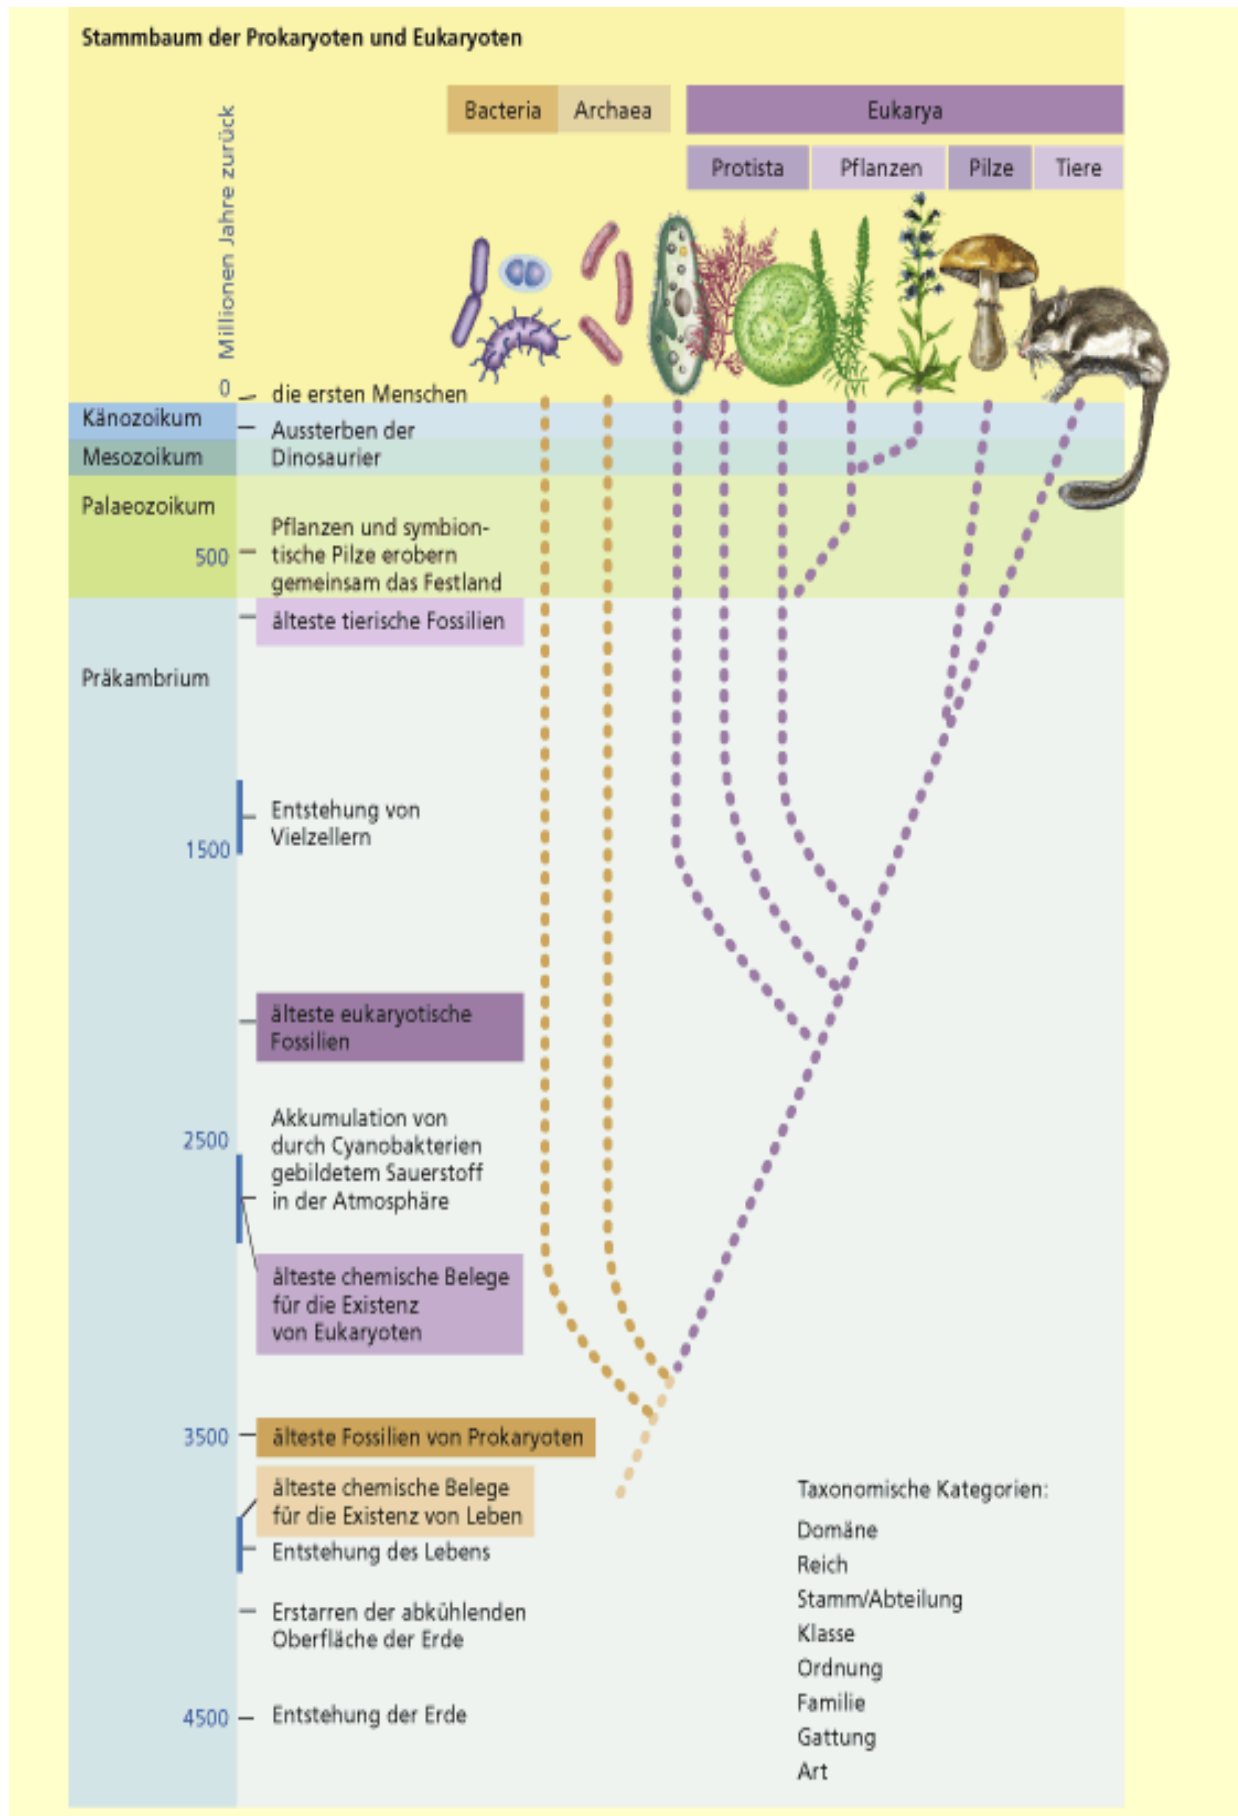 Stammbaum der Prokaryoten und Eukaryoten
Bacteria
Archaea
Eukarya
Protista
Pflanzen
Pilze
Tiere
Millionen Jahre zurück
0
die ersten Menschen
Känozoikum
Aussterben der
Dinosaurier
Mesozoikum
Palaeozoikum
500
Pflanzen und symbion-
tische Pilze erobern
gemeinsam das Festland
älteste tierische Fossilien
Präkambrium
Entstehung von
Vielzellern
1500
älteste eukaryotische
Fossilien
Akkumulation von
durch Cyanobakterien
gebildetem Sauerstoff
in der Atmosphäre
2500
älteste chemische Belege
für die Existenz
von Eukaryoten
3500
älteste Fossilien von Prokaryoten
älteste chemische Belege
für die Existenz von Leben
Entstehung des Lebens
Erstarren der abkühlenden
Oberfläche der Erde
4500
Entstehung der Erde
Taxonomische Kategorien:
Domäne
Reich
Stamm/Abteilung
Klasse
Ordnung
Familie
Gattung
Art